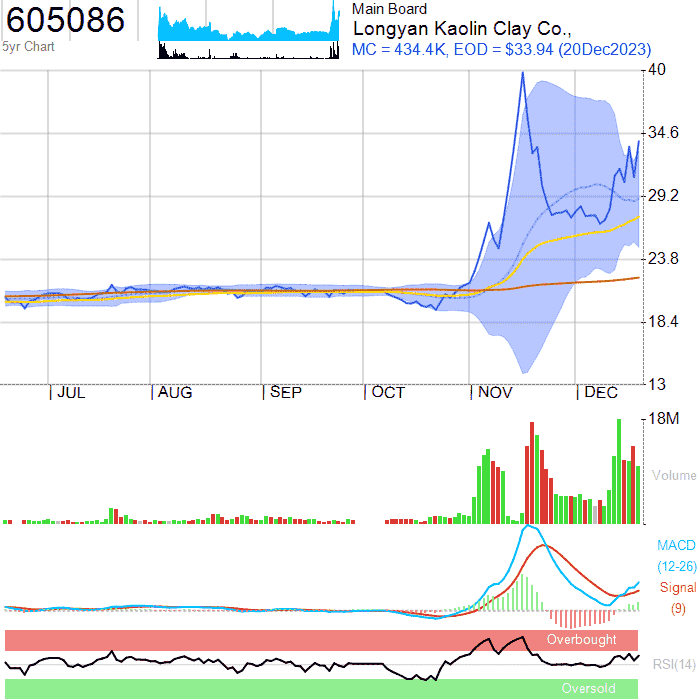 605086
5yr Chart
Main Board
Longyan Kaolin Clay Co.,
MC = 434.4K, EOD = $33.94 (20Dec2023)
40
34.6
29.2
23.8
18.4
13
JUL AUG SEP OCT NOV DEC
18M
Volume
MACD
(12-26)
Signal
(9)
Overbought
RSI(14)
Oversold